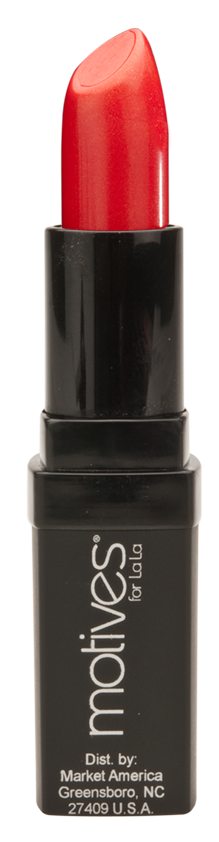 motives®
for La La
Dist. by:
Market America
Greensboro, NC
27409 U.S.A.